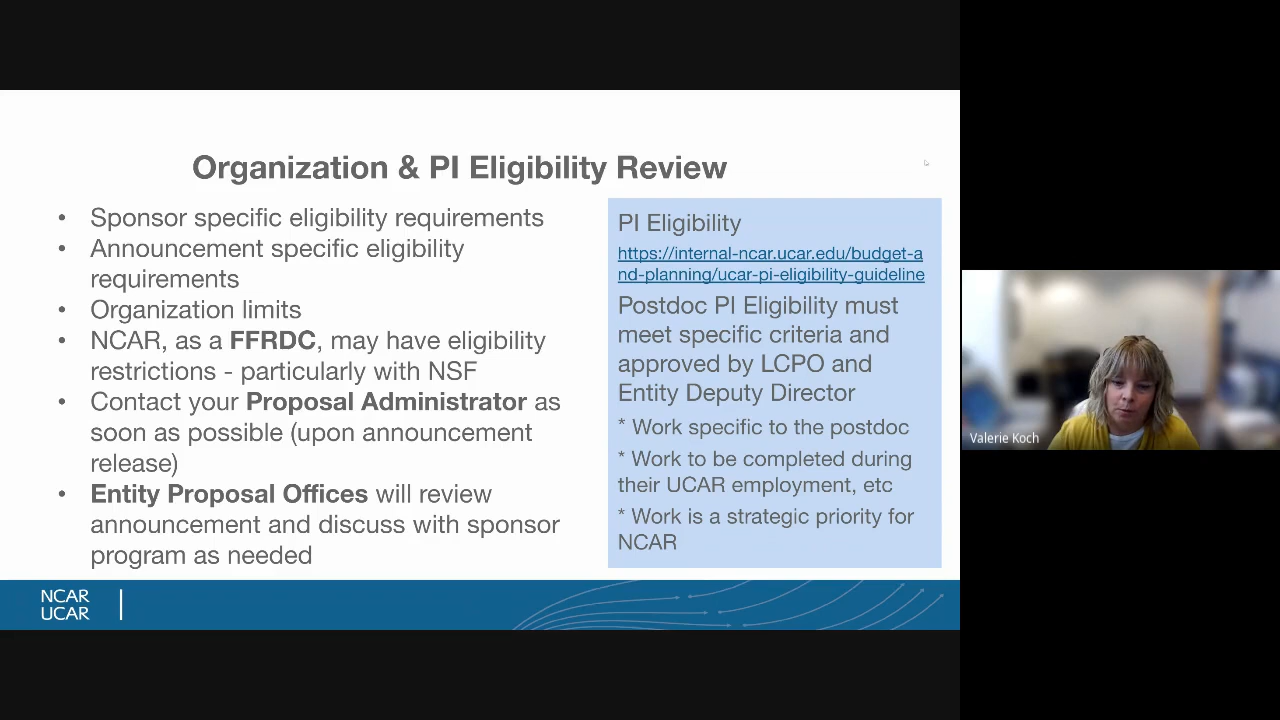 Organization & PI Eligibility Review
• Sponsor specific eligibility requirements
• Announcement specific eligibility
requirements
• Organization limits
• NCAR, as a FFRDC, may have eligibility
restrictions - particularly with NSF
• Contact your Proposal Administrator as
soon as possible (upon announcement
release)
• Entity Proposal Offices will review
announcement and discuss with sponsor
program as needed
PI Eligibility
https://internal-ncar.ucar.edu/budget-a
nd-planning/ucar-pi-eligibility-guideline
Postdoc PI Eligibility must
meet specific criteria and
approved by LCPO and
Entity Deputy Director
* Work specific to the postdoc
* Work to be completed during
their UCAR employment, etc
* Work is a strategic priority for
NCAR
NCAR
UCAR
Valerie Koch